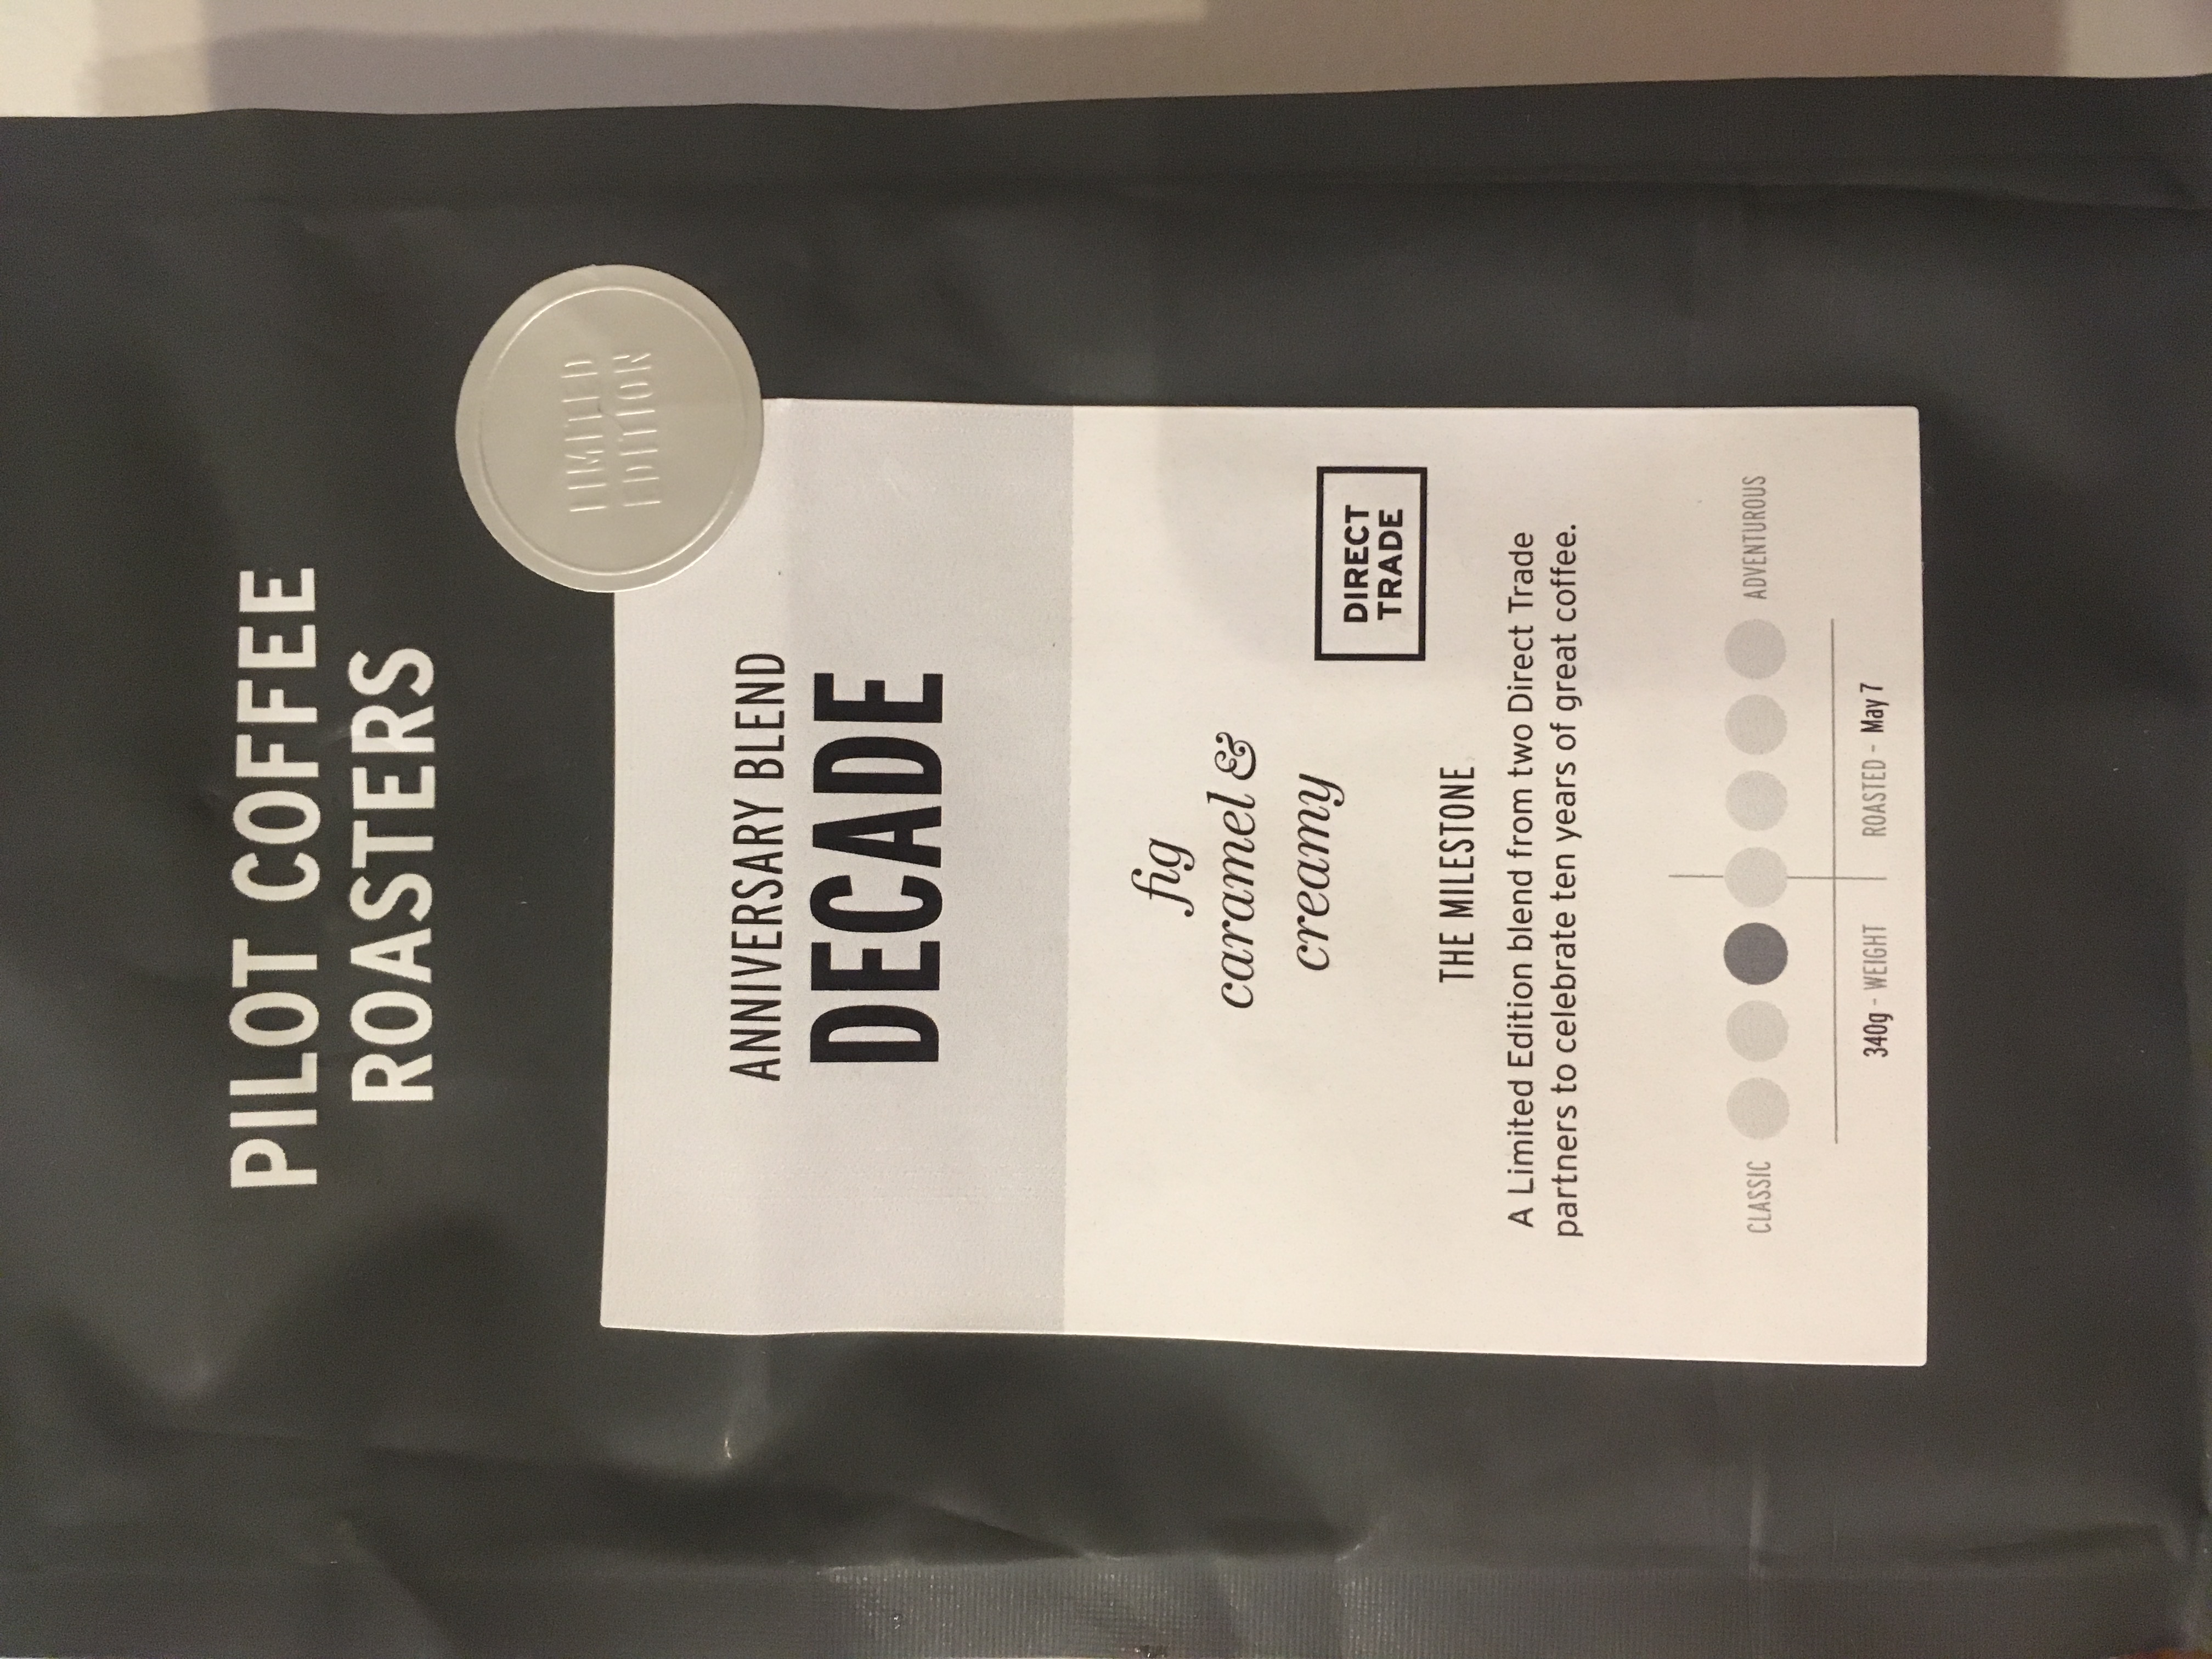 PILOT COFFEE
ROASTERS
LIMITED
EDITION
ANNIVERSARY BLEND
DECADE
fig
caramel &
creamy
DIRECT
TRADE
THE MILESTONE
A Limited Edition blend from two Direct Trade
partners to celebrate ten years of great coffee.
CLASSIC ADVENTUROUS
340g - WEIGHT ROASTED - May 7